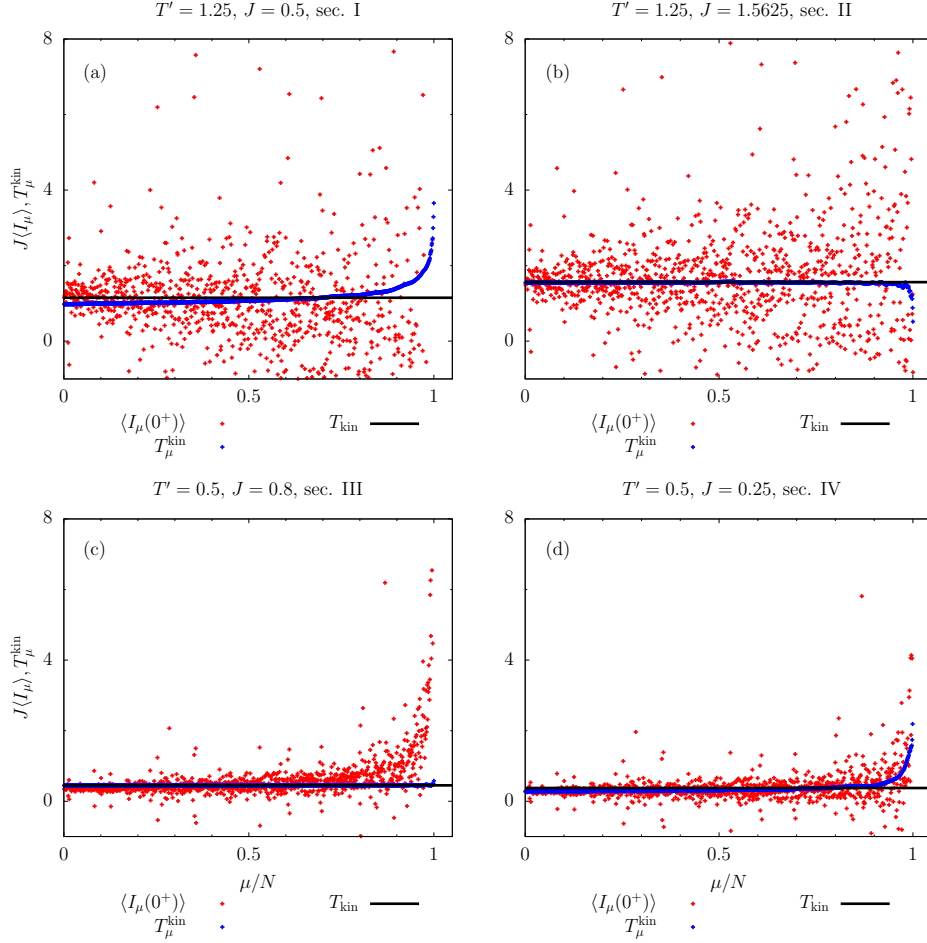 T′ = 1.25, J = 0.5, sec. I
T′ = 1.25, J = 1.5625, sec. II
8
(a)
4
0
J⟨I_μ⟩, T_μ^kin
0 0.5 1
⟨I_μ(0⁺)⟩
T_kin
T_μ^kin
8
(b)
4
0
0 0.5 1
⟨I_μ(0⁺)⟩
T_kin
T_μ^kin
T′ = 0.5, J = 0.8, sec. III
T′ = 0.5, J = 0.25, sec. IV
8
(c)
4
0
J⟨I_μ⟩, T_μ^kin
0 0.5 1
μ/N
⟨I_μ(0⁺)⟩
T_kin
T_μ^kin
8
(d)
4
0
0 0.5 1
μ/N
⟨I_μ(0⁺)⟩
T_kin
T_μ^kin